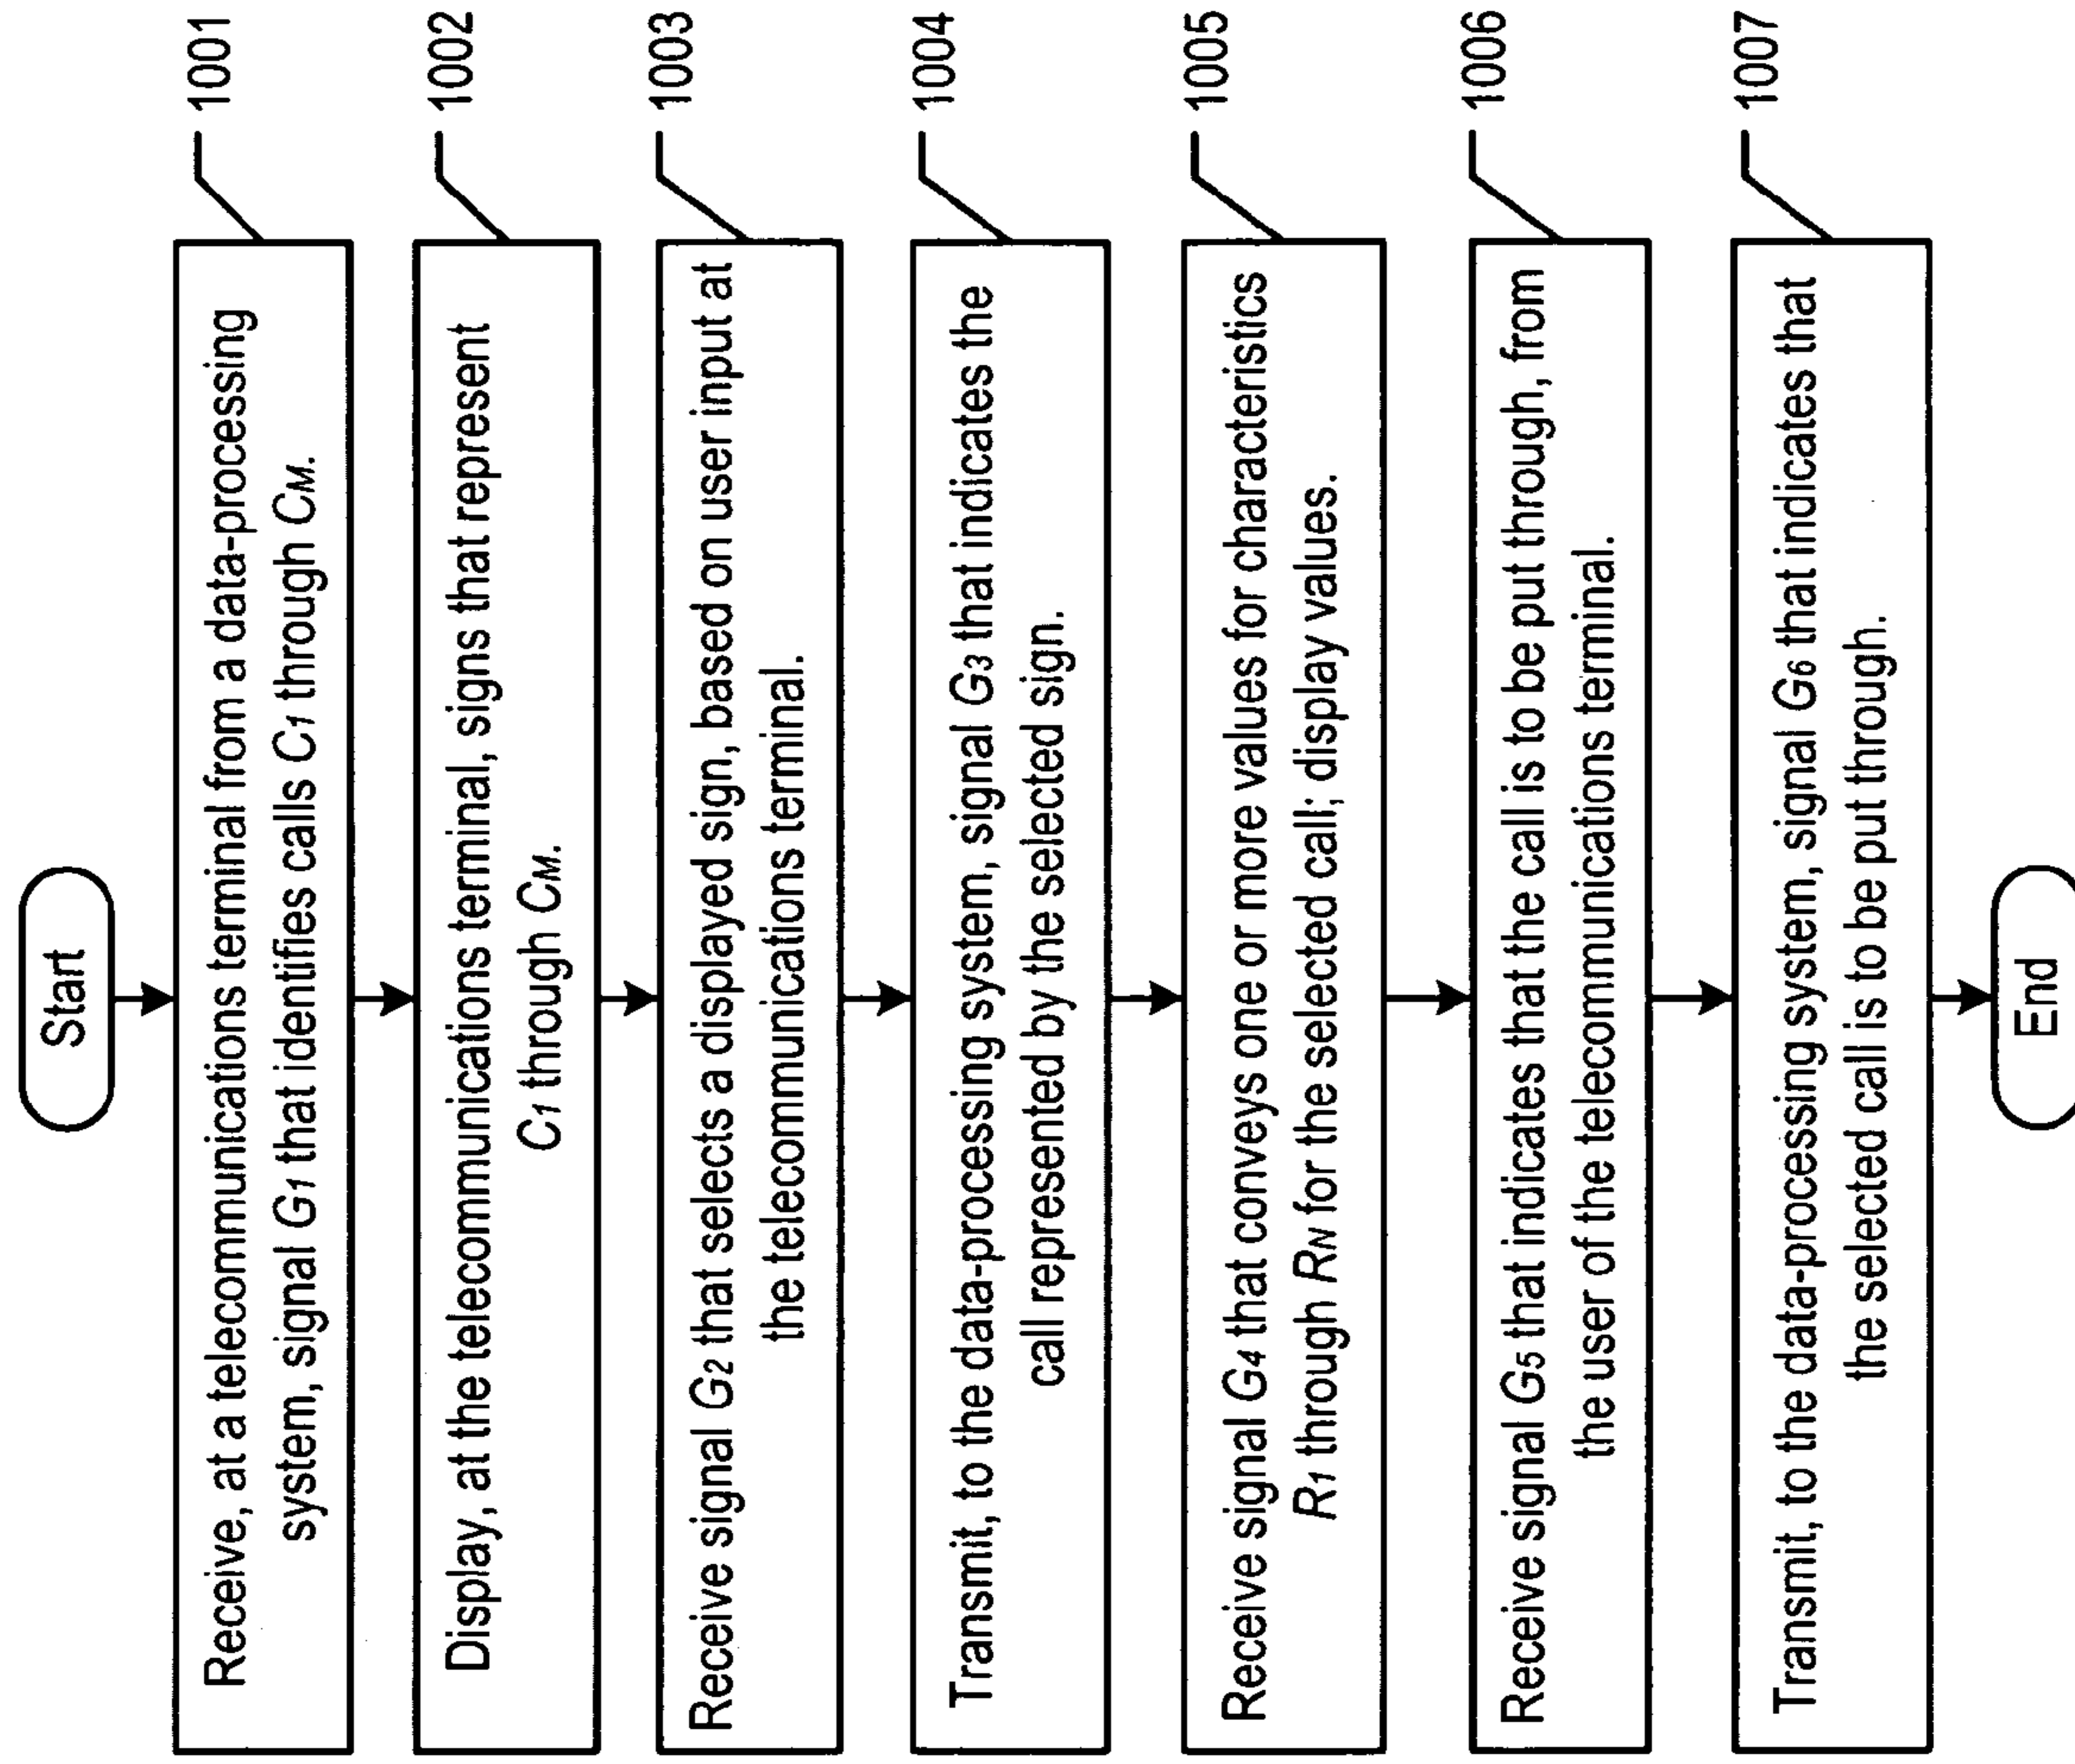 Start
Receive, at a telecommunications terminal from a data-processing
system, signal G1 that identifies calls C1 through CM.
1001
Display, at the telecommunications terminal, signs that represent
C1 through CM.
1002
Receive signal G2 that selects a displayed sign, based on user input at
the telecommunications terminal.
1003
Transmit, to the data-processing system, signal G3 that indicates the
call represented by the selected sign.
1004
Receive signal G4 that conveys one or more values for characteristics
R1 through RN for the selected call; display values.
1005
Receive signal G5 that indicates that the call is to be put through, from
the user of the telecommunications terminal.
1006
Transmit, to the data-processing system, signal G6 that indicates that
the selected call is to be put through.
1007
End